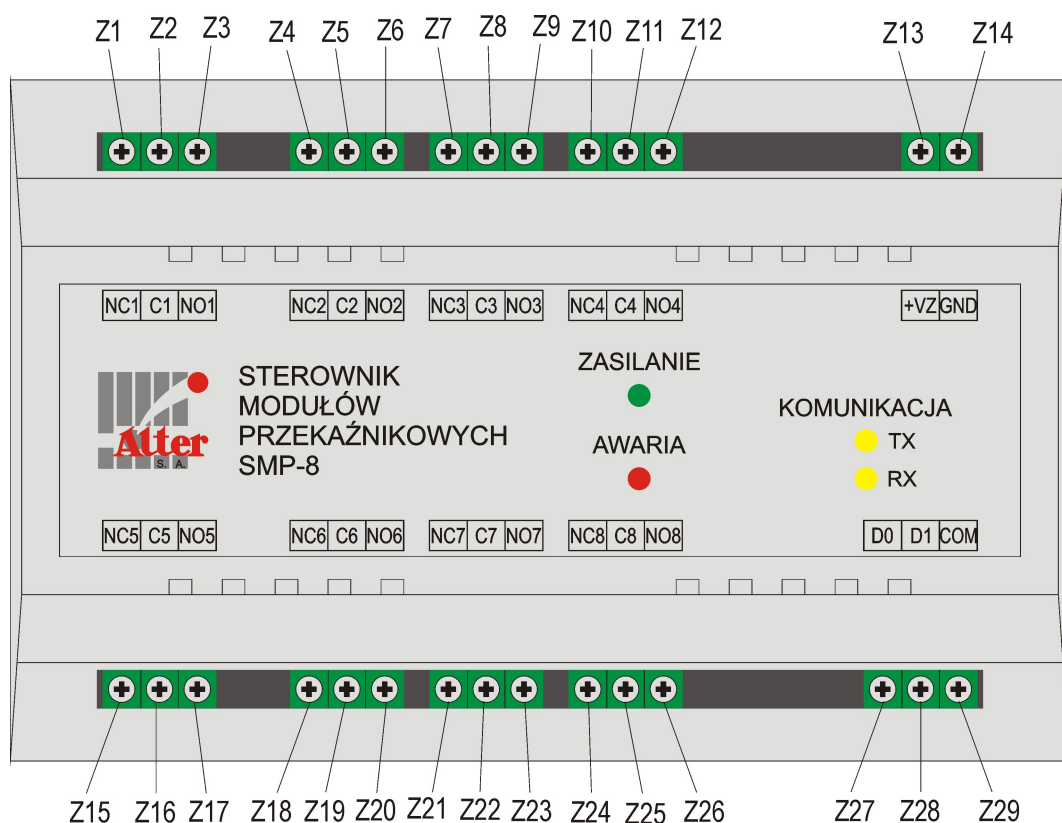 Z1 Z2 Z3 Z4 Z5 Z6 Z7 Z8 Z9 Z10 Z11 Z12 Z13 Z14
NC1 C1 NO1 NC2 C2 NO2 NC3 C3 NO3 NC4 C4 NO4 +VZ GND
Alter
S. A.
STEROWNIK
MODUŁÓW
PRZEKAŹNIKOWYCH
SMP-8
ZASILANIE
AWARIA
KOMUNIKACJA
TX
RX
NC5 C5 NO5 NC6 C6 NO6 NC7 C7 NO7 NC8 C8 NO8 D0 D1 COM
Z15 Z16 Z17 Z18 Z19 Z20 Z21 Z22 Z23 Z24 Z25 Z26 Z27 Z28 Z29